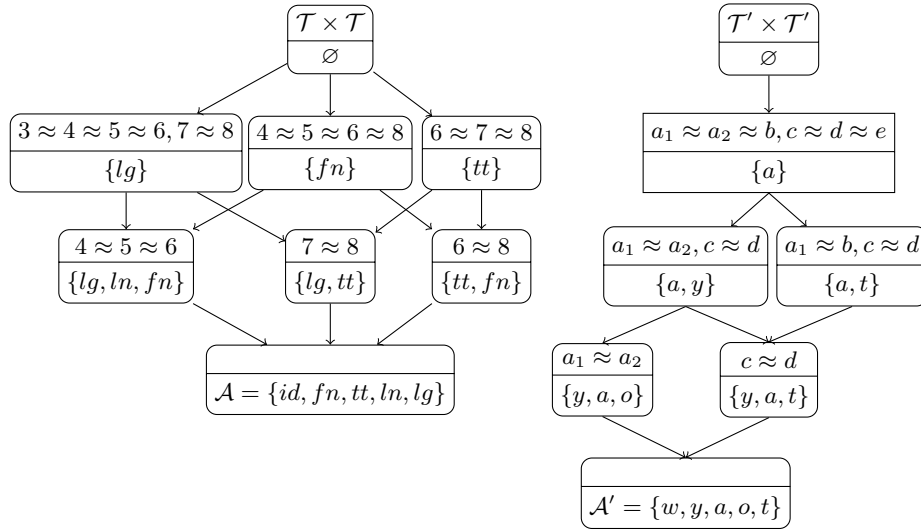 𝒯 × 𝒯
∅
3 ≈ 4 ≈ 5 ≈ 6, 7 ≈ 8
{lg}
4 ≈ 5 ≈ 6 ≈ 8
{fn}
6 ≈ 7 ≈ 8
{tt}
4 ≈ 5 ≈ 6
{lg, ln, fn}
7 ≈ 8
{lg, tt}
6 ≈ 8
{tt, fn}
𝒜 = {id, fn, tt, ln, lg}
𝒯′ × 𝒯′
∅
a₁ ≈ a₂ ≈ b, c ≈ d ≈ e
{a}
a₁ ≈ a₂, c ≈ d
{a, y}
a₁ ≈ b, c ≈ d
{a, t}
a₁ ≈ a₂
{y, a, o}
c ≈ d
{y, a, t}
𝒜′ = {w, y, a, o, t}